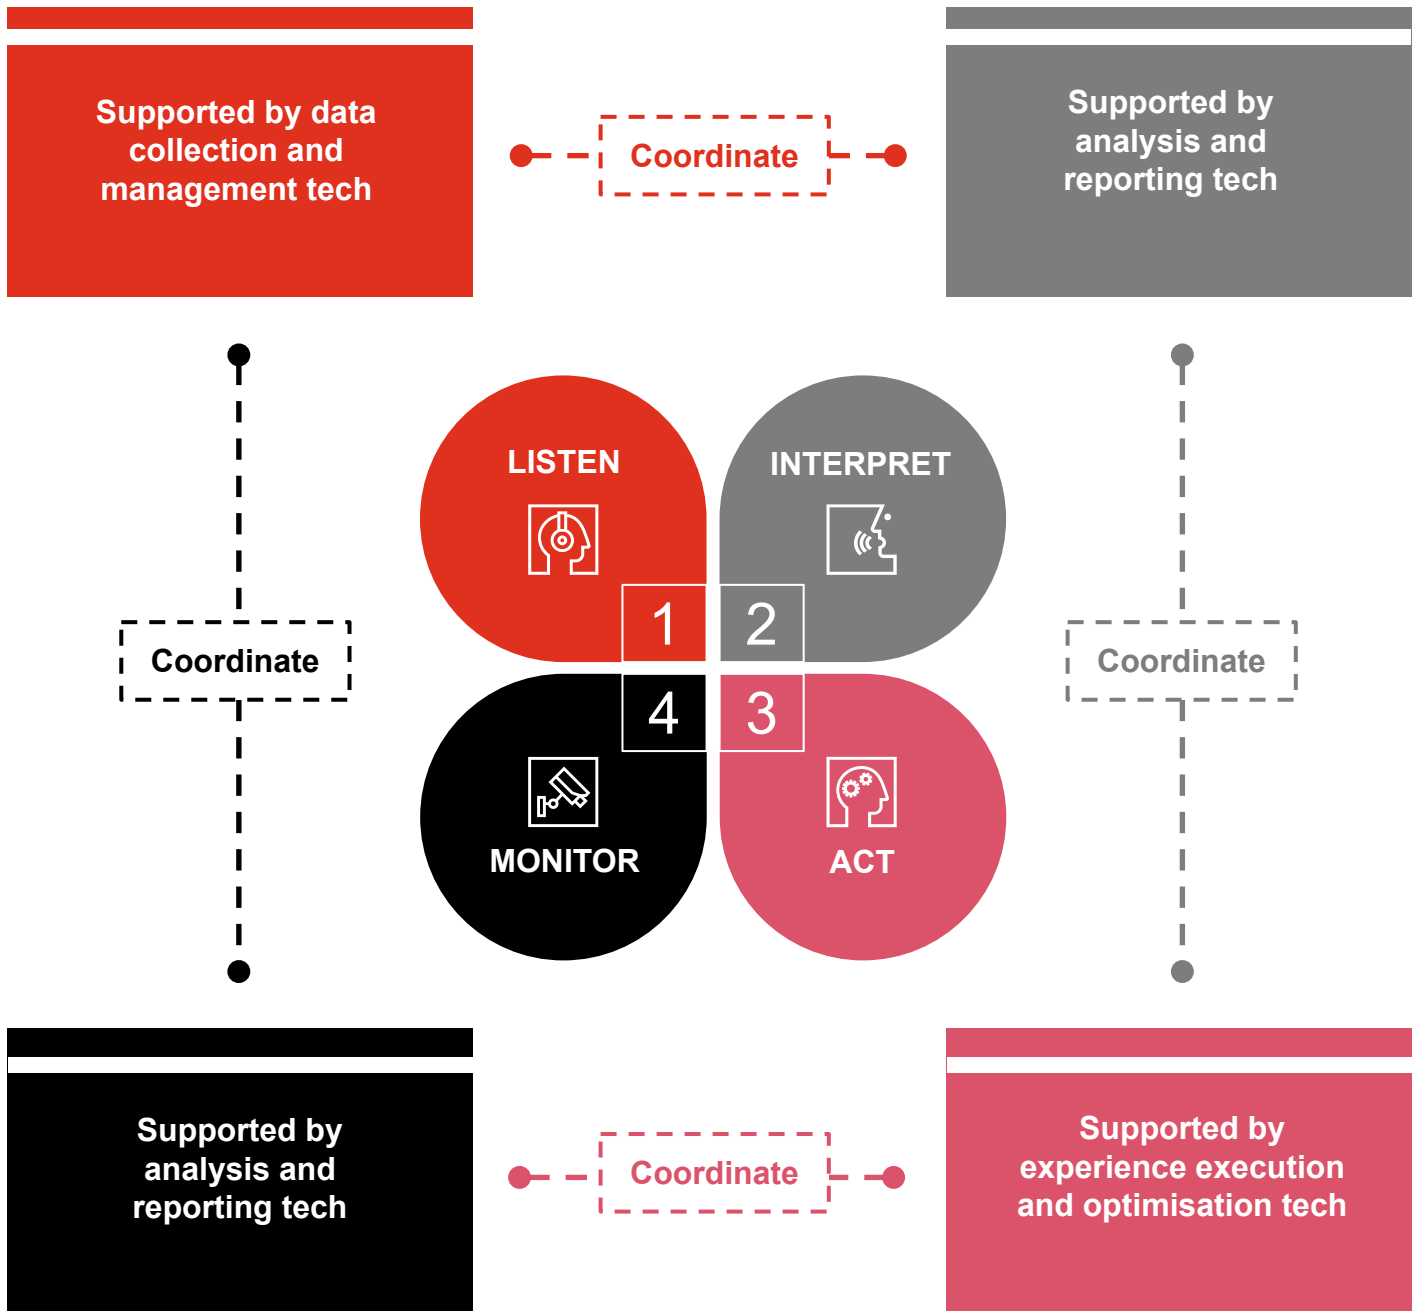 Supported by data
collection and
management tech
Coordinate
Supported by
analysis and
reporting tech
LISTEN
INTERPRET
1
2
Coordinate
Coordinate
4
3
MONITOR
ACT
Supported by
analysis and
reporting tech
Coordinate
Supported by
experience execution
and optimisation tech